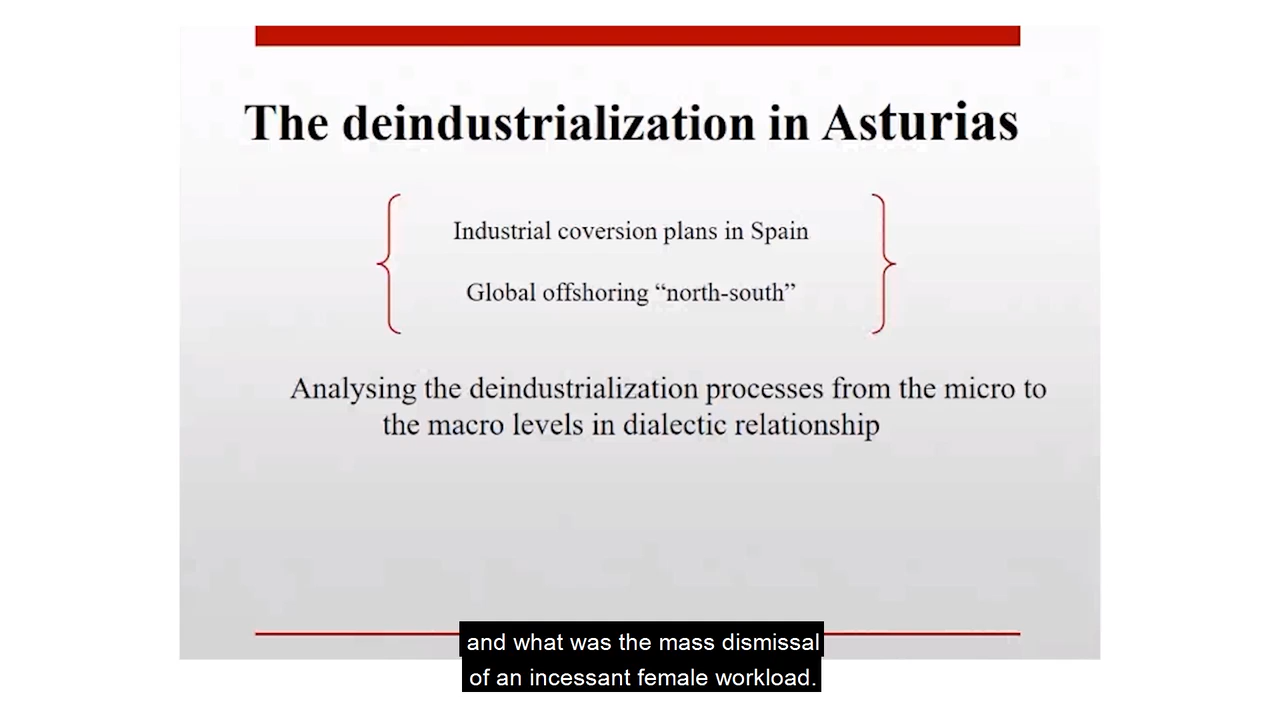 The deindustrialization in Asturias
Industrial coversion plans in Spain
Global offshoring “north-south”
Analysing the deindustrialization processes from the micro to
the macro levels in dialectic relationship
and what was the mass dismissal
of an incessant female workload.